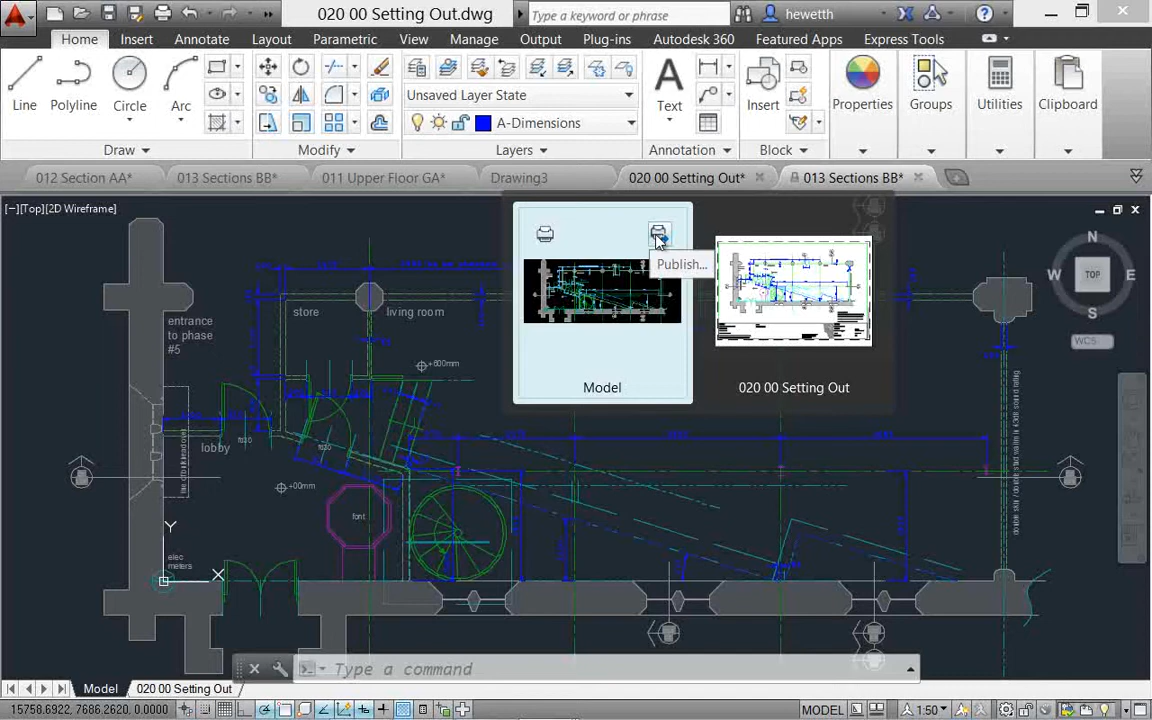 020 00 Setting Out.dwg
Type a keyword or phrase
hewetth
Home Insert Annotate Layout Parametric View Manage Output Plug-ins Autodesk 360 Featured Apps Express Tools
Unsaved Layer State
Line Polyline Circle Arc Text Insert Properties Groups Utilities Clipboard
A-Dimensions
Draw Modify Layers Annotation Block
012 Section AA* 013 Sections BB* 011 Upper Floor GA* Drawing3 020 00 Setting Out* 013 Sections BB*
[−][Top][2D Wireframe]
N
W TOP E
S
WCS
Publish...
Model
020 00 Setting Out
entrance
to phase
#5
store
living room
+600mm
lobby
+00mm
font
elec
meters
Y
X
Type a command
Model 020 00 Setting Out
15758.6922, 7686.2620, 0.0000
MODEL
1:50